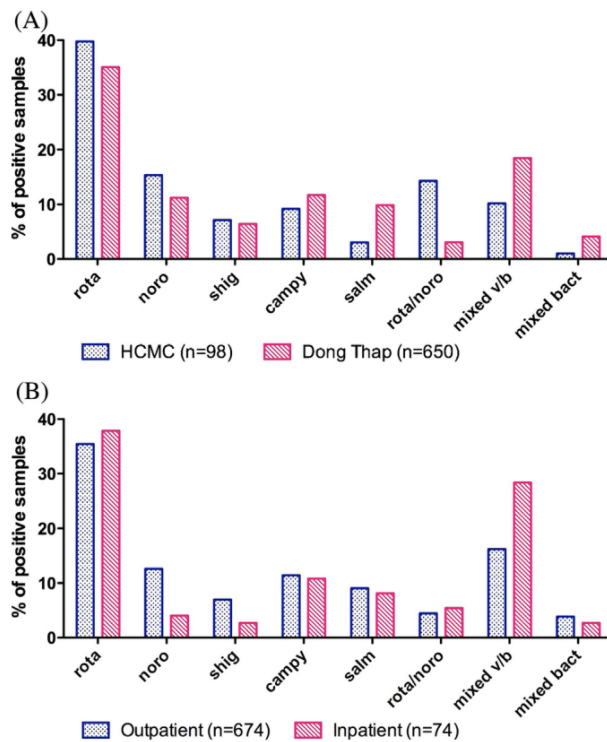 (A)
% of positive samples
40
30
20
10
0
rota
noro
shig
campy
salm
rota/noro
mixed v/b
mixed bact
HCMC (n=98) Dong Thap (n=650)
(B)
% of positive samples
40
30
20
10
0
rota
noro
shig
campy
salm
rota/noro
mixed v/b
mixed bact
Outpatient (n=674) Inpatient (n=74)